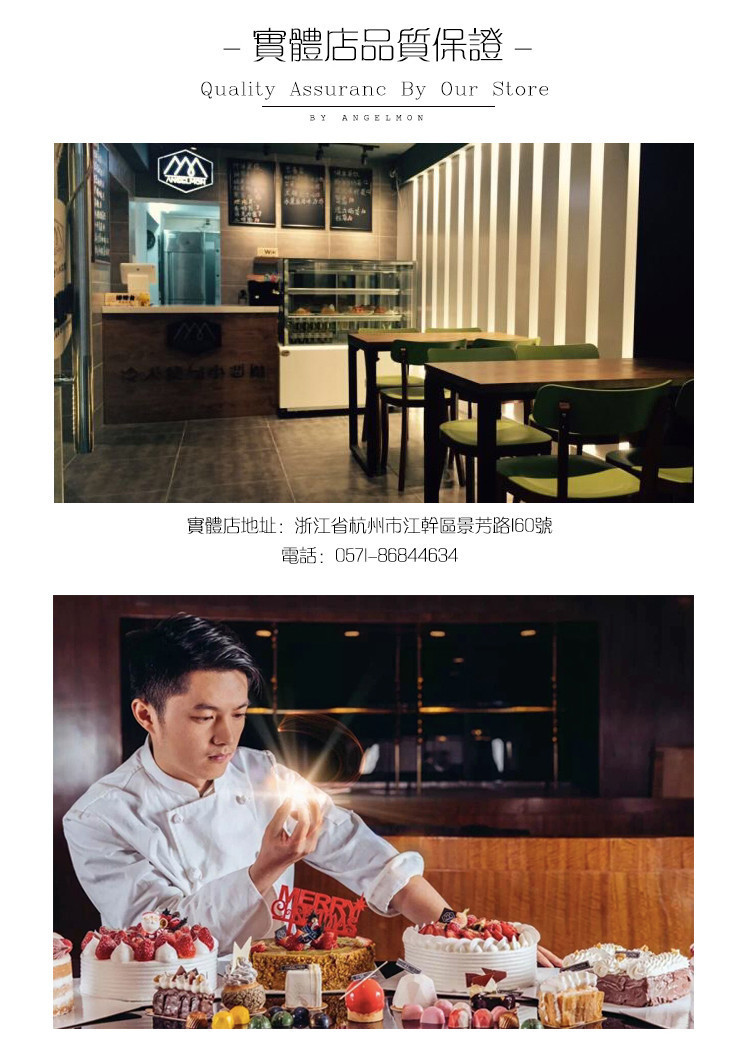 – 實體店品質保證 –
Quality Assuranc By Our Store
BY ANGELMON
ANGELMON
實體店地址：浙江省杭州市江幹區景芳路160號
電話：0571-86844634
MERRY